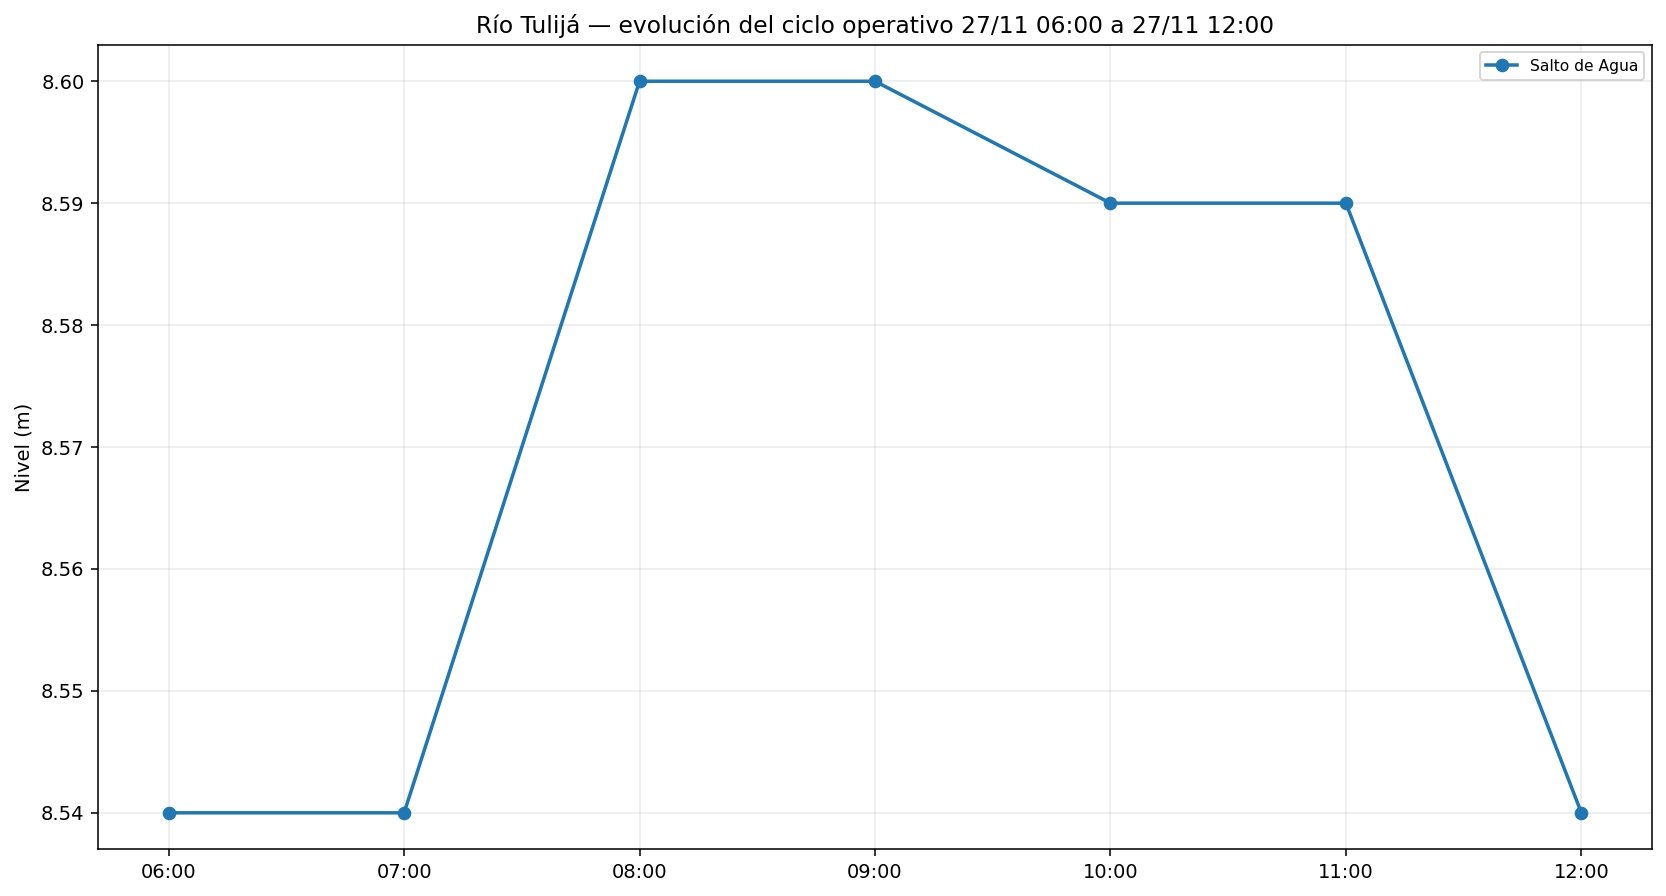 Río Tulijá — evolución del ciclo operativo 27/11 06:00 a 27/11 12:00
Salto de Agua
Nivel (m)
8.60
8.59
8.58
8.57
8.56
8.55
8.54
06:00 07:00 08:00 09:00 10:00 11:00 12:00